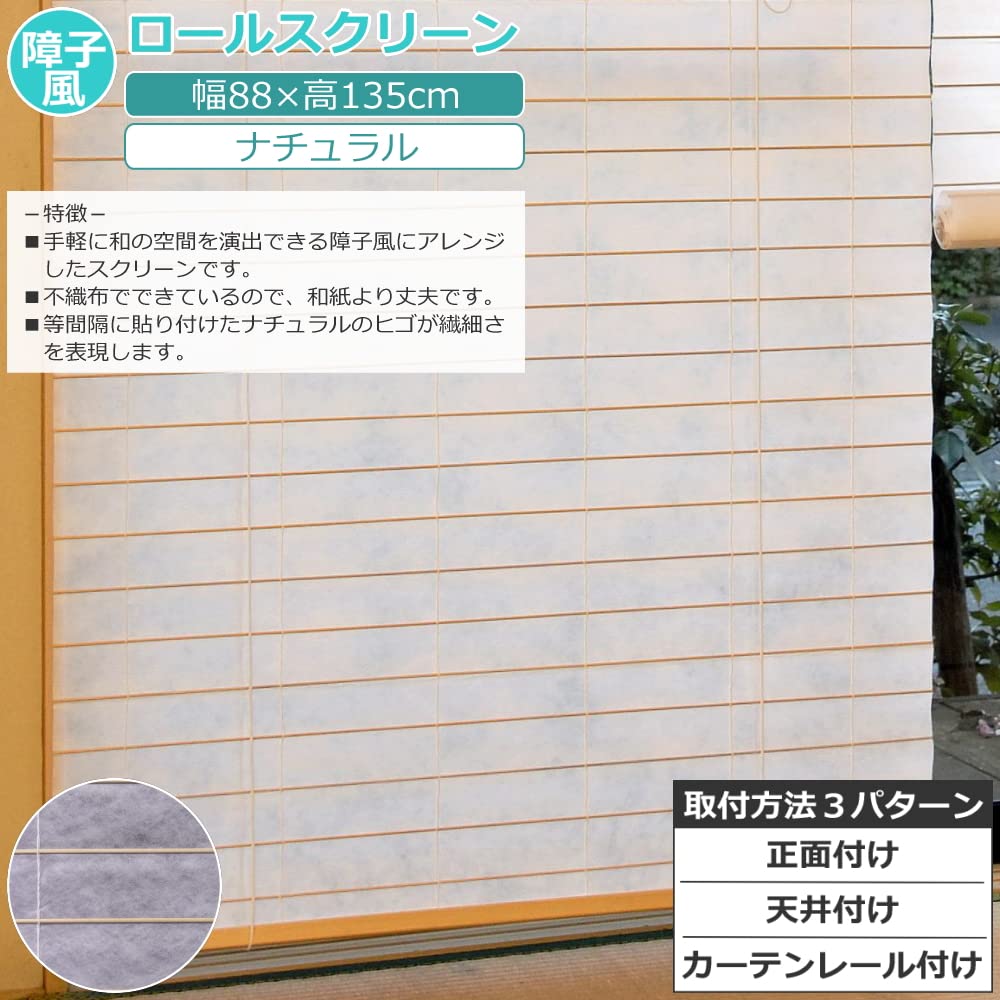 障子
風
ロールスクリーン
幅88×高135cm
ナチュラル
－特徴－
■手軽に和の空間を演出できる障子風にアレンジ
したスクリーンです。
■不織布でできているので、和紙より丈夫です。
■等間隔に貼り付けたナチュラルのヒゴが繊細さ
を表現します。
取付方法３パターン
正面付け
天井付け
カーテンレール付け